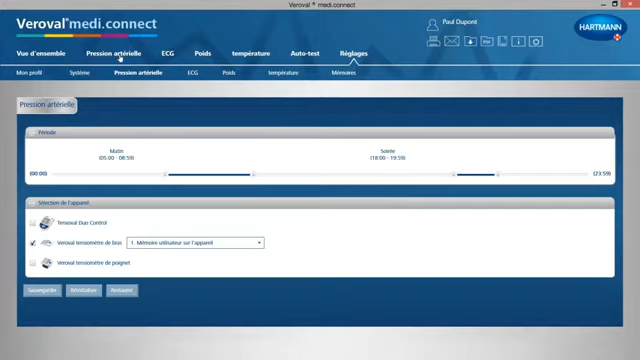 Veroval® medi.connect
Veroval®medi.connect
Paul Dupont
HARTMANN
Vue d'ensemble Pression artérielle ECG Poids température Auto-test Réglages
Mon profil Système Pression artérielle ECG Poids température Mémoires
Pression artérielle
Période
Matin Soirée
(05:00 - 08:59) (18:00 - 19:59)
(00:00) (23:59)
Sélection de l'appareil
Tensoval Duo Control
Veroval tensiomètre de bras 1. Mémoire utilisateur sur l'appareil
Veroval tensiomètre de poignet
Sauvegarder Réinitialiser Restaurer